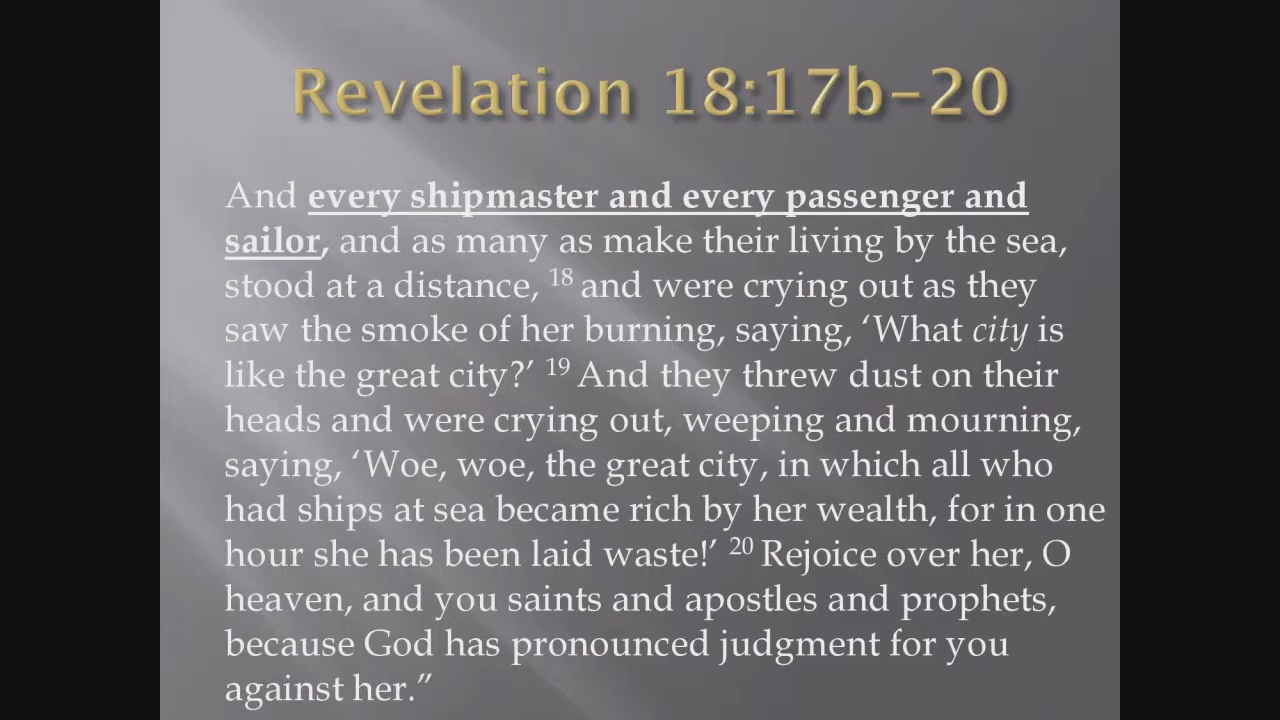 Revelation 18:17b–20
And every shipmaster and every passenger and
sailor, and as many as make their living by the sea,
stood at a distance, 18 and were crying out as they
saw the smoke of her burning, saying, ‘What city is
like the great city?’ 19 And they threw dust on their
heads and were crying out, weeping and mourning,
saying, ‘Woe, woe, the great city, in which all who
had ships at sea became rich by her wealth, for in one
hour she has been laid waste!’ 20 Rejoice over her, O
heaven, and you saints and apostles and prophets,
because God has pronounced judgment for you
against her.”